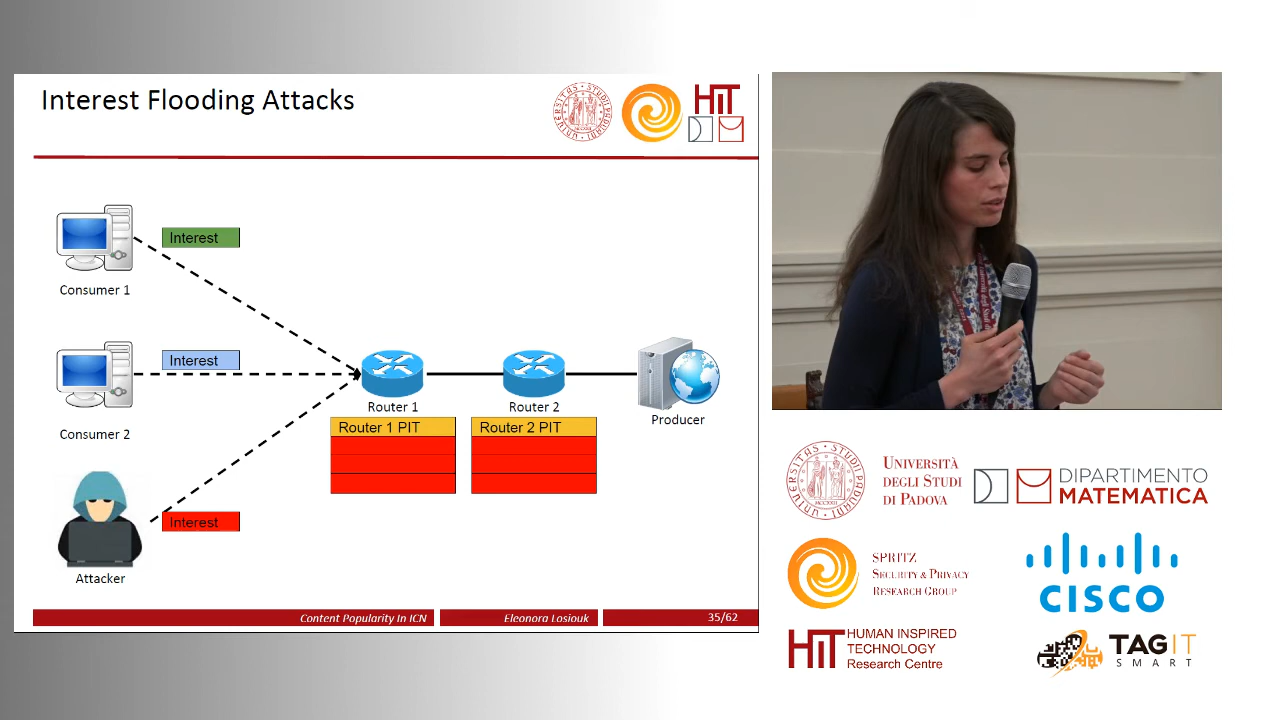 Interest Flooding Attacks
HIT
Interest
Consumer 1
Interest
Consumer 2
Router 1
Router 2
Producer
Router 1 PIT
Router 2 PIT
Interest
Attacker
Content Popularity In ICN
Eleonora Losiouk
35/62
UNIVERSITÀ
DEGLI STUDI
DI PADOVA
DIPARTIMENTO
MATEMATICA
SPRITZ
SECURITY & PRIVACY
RESEARCH GROUP
CISCO
HIT HUMAN INSPIRED
TECHNOLOGY
Research Centre
TAGIT
SMART